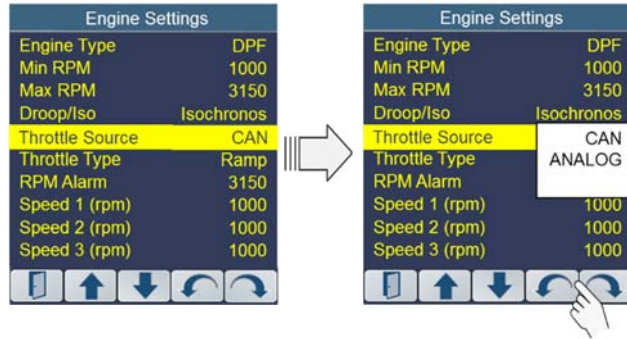 Engine Settings
Engine Type DPF
Min RPM 1000
Max RPM 3150
Droop/Iso Isochronos
Throttle Source CAN
Throttle Type Ramp
RPM Alarm 3150
Speed 1 (rpm) 1000
Speed 2 (rpm) 1000
Speed 3 (rpm) 1000
Engine Settings
Engine Type DPF
Min RPM 1000
Max RPM 3150
Droop/Iso Isochronos
Throttle Source CAN
Throttle Type ANALOG
RPM Alarm
Speed 1 (rpm) 1000
Speed 2 (rpm) 1000
Speed 3 (rpm) 1000